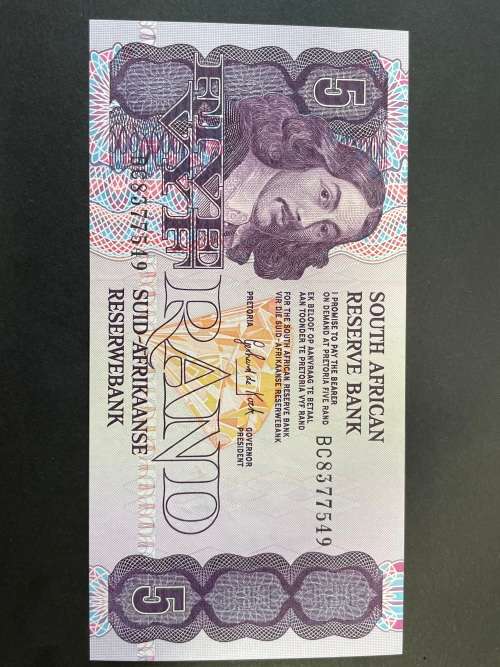 5
SOUTH AFRICAN
RESERVE BANK
I PROMISE TO PAY THE BEARER
ON DEMAND AT PRETORIA FIVE RAND
EK BELOOF OP AANVRAAG TE BETAAL
AAN TOONDER TE PRETORIA VYF RAND
BC8377549
FOR THE SOUTH AFRICAN RESERVE BANK
VIR DIE SUID-AFRIKAANSE RESERWEBANK
PRETORIA
GOVERNOR
PRESIDENT
FIVE
VYF
RAND
BC8377549
SUID-AFRIKAANSE
RESERWEBANK
5